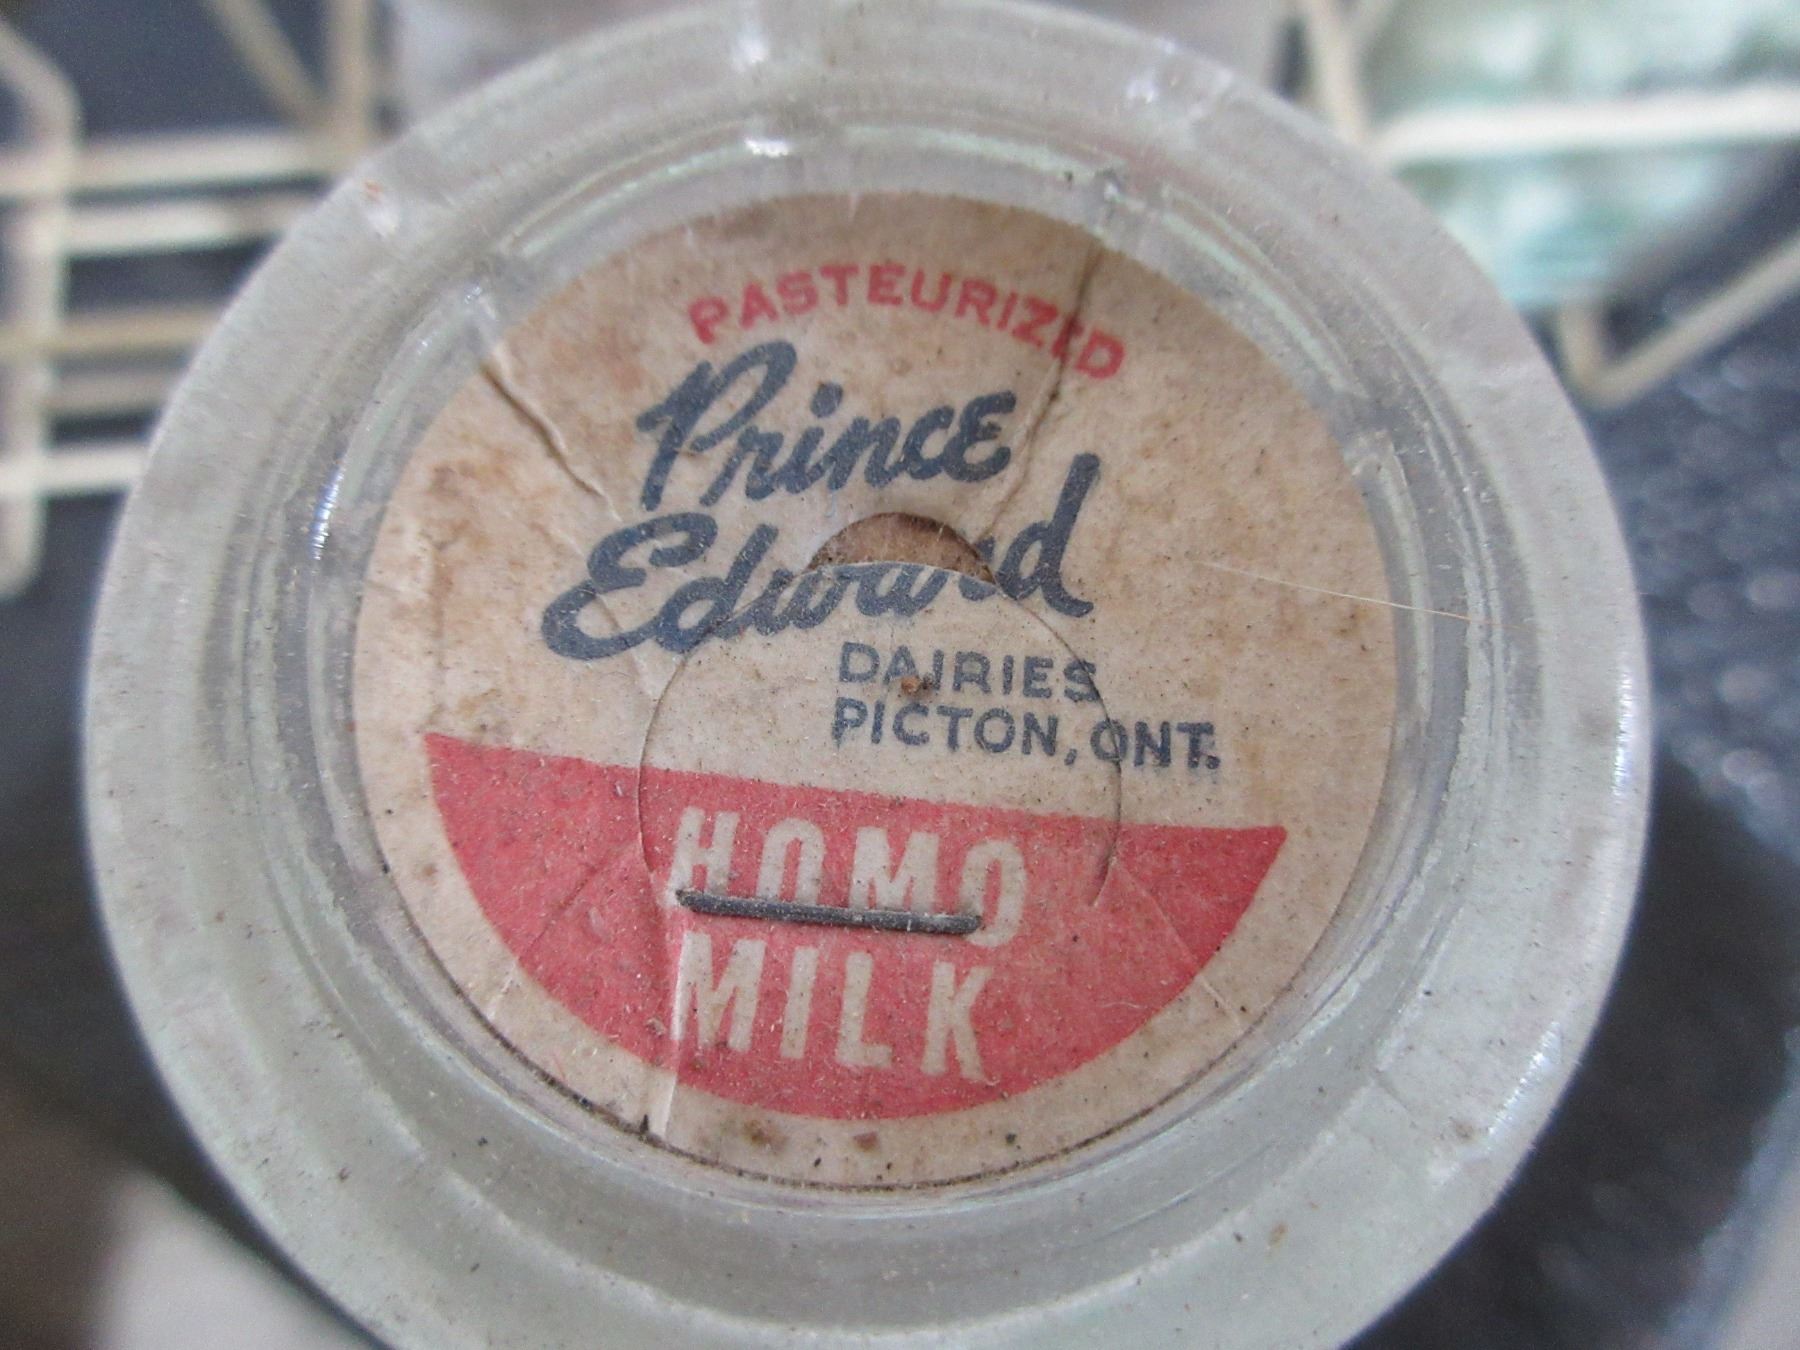 PASTEURIZED
Prince
Edward
DAIRIES
PICTON, ONT.
HOMO
MILK